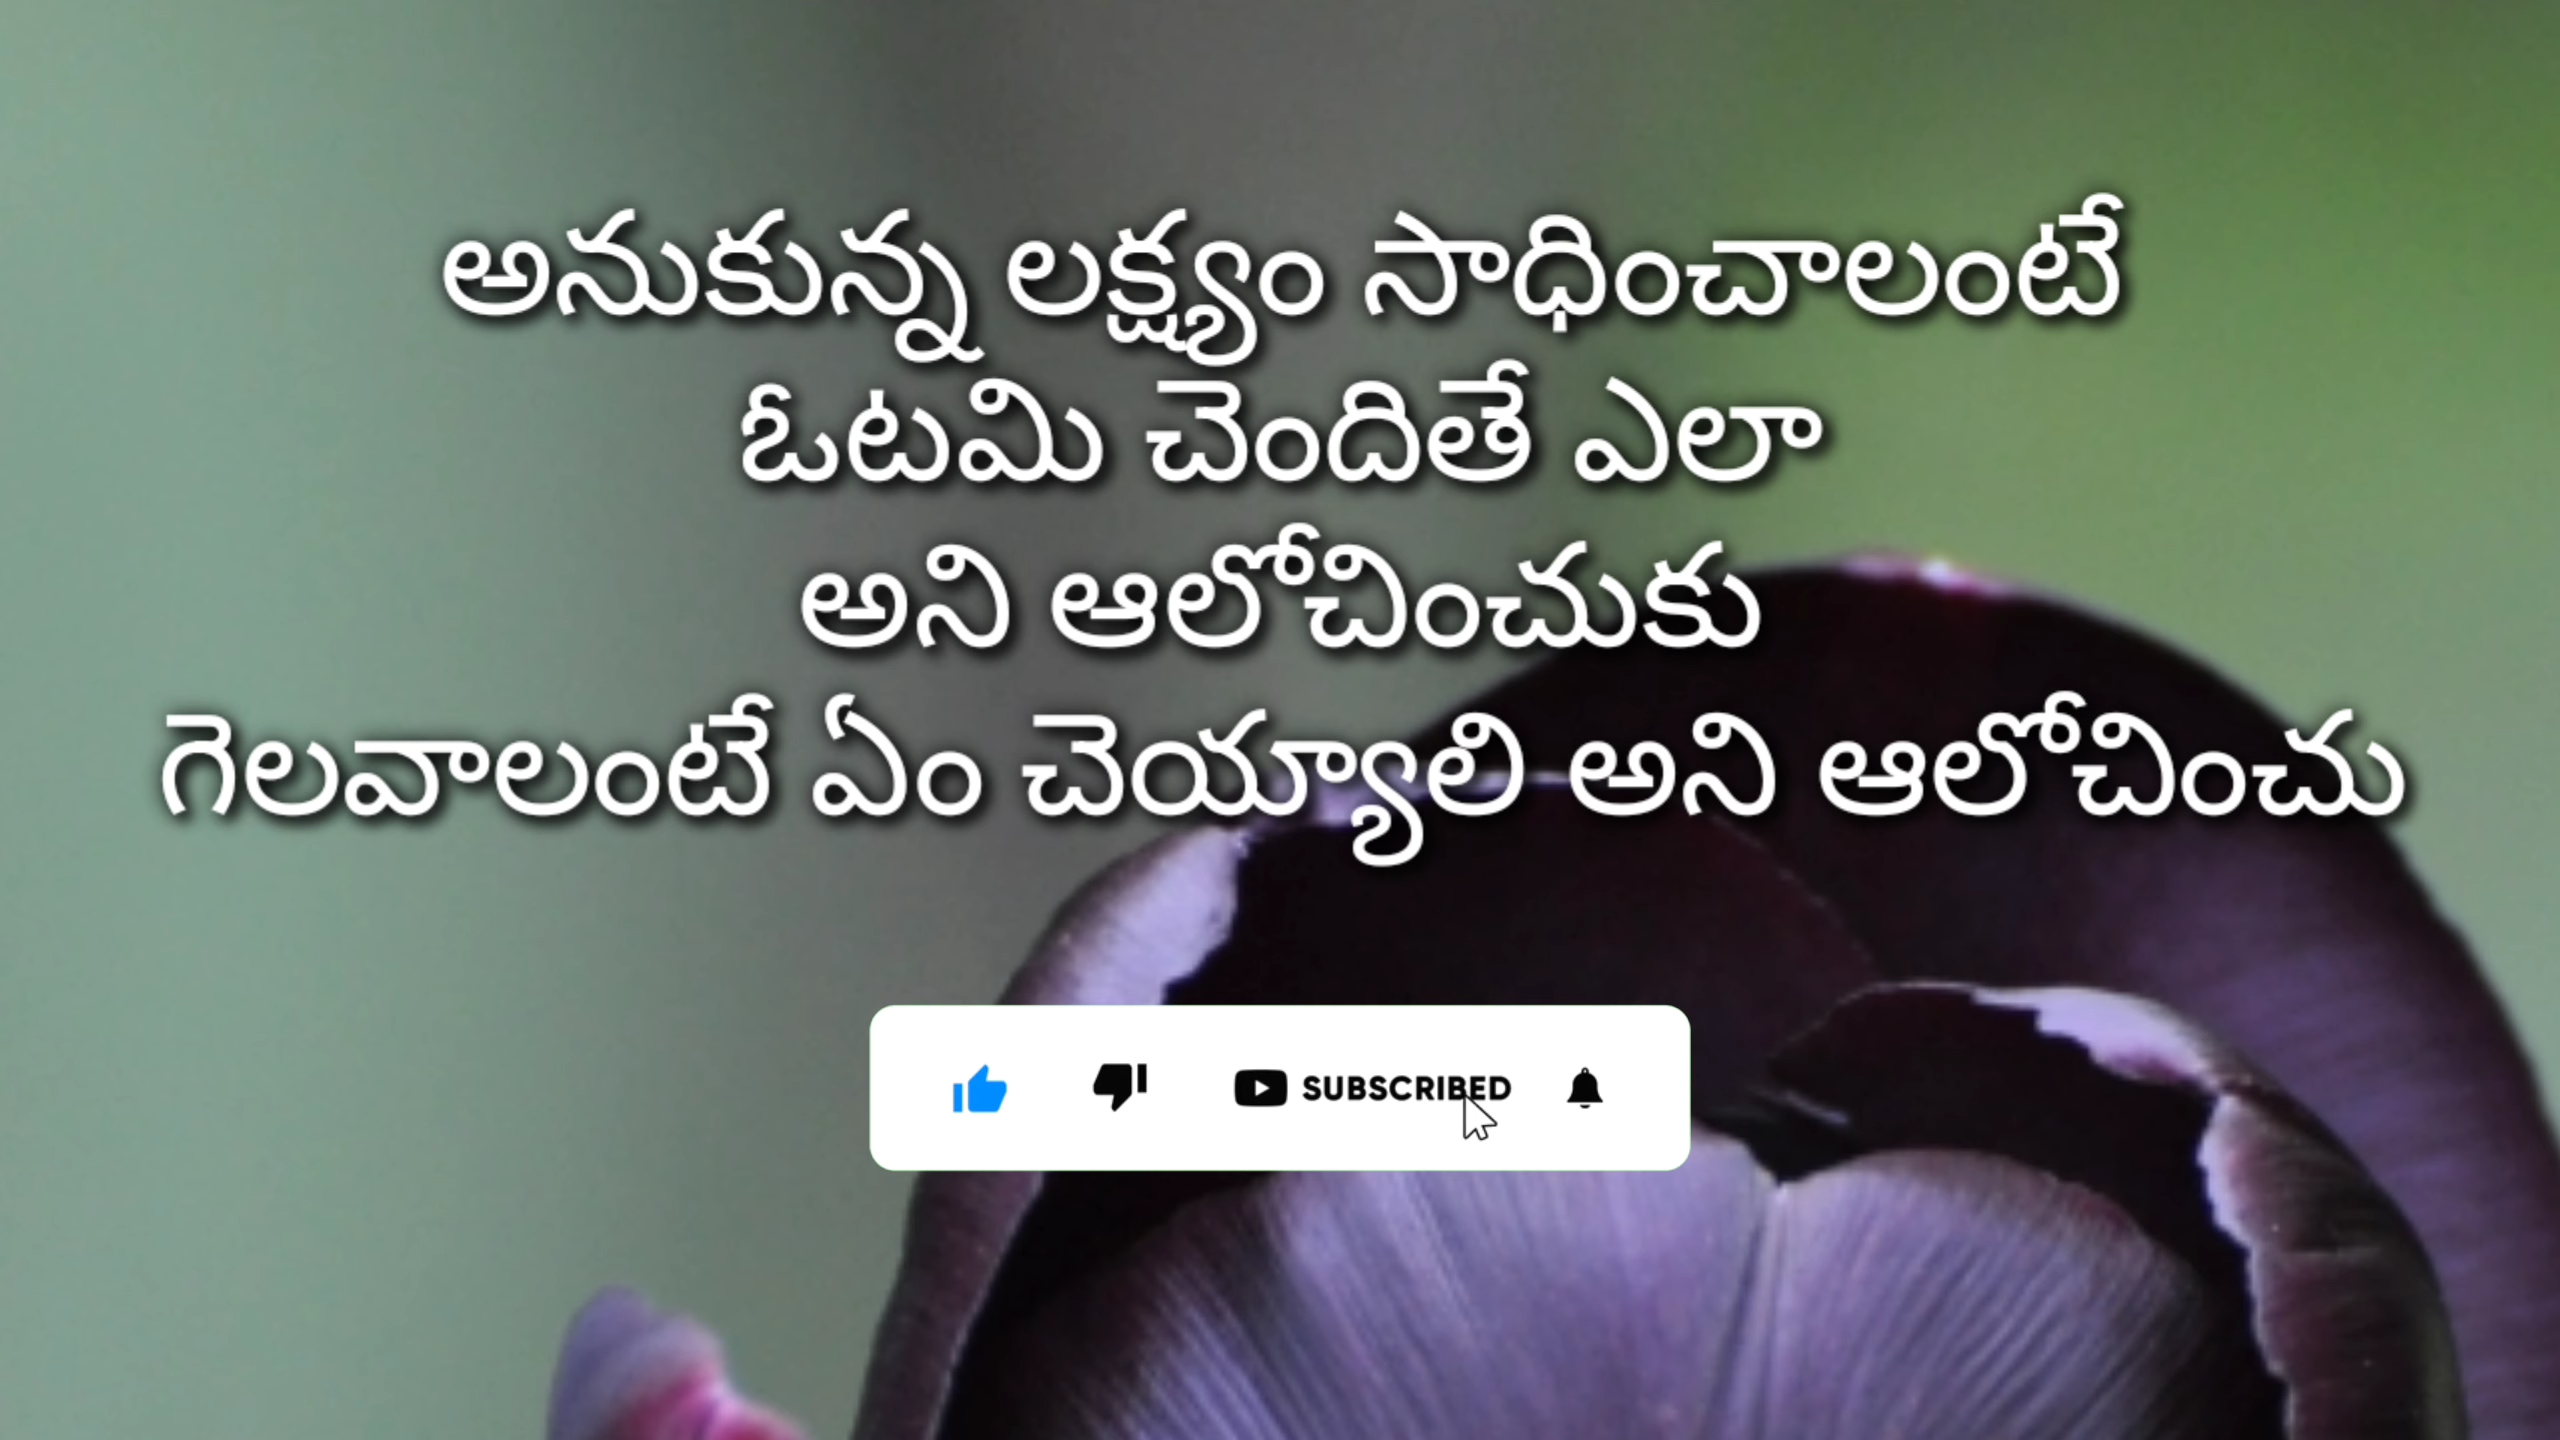 అనుకున్న లక్ష్యం సాధించాలంటే
ఓటమి చెందితే ఎలా
అని ఆలోచించుకు
గెలవాలంటే ఏం చెయ్యాలి అని ఆలోచించు
SUBSCRIBED